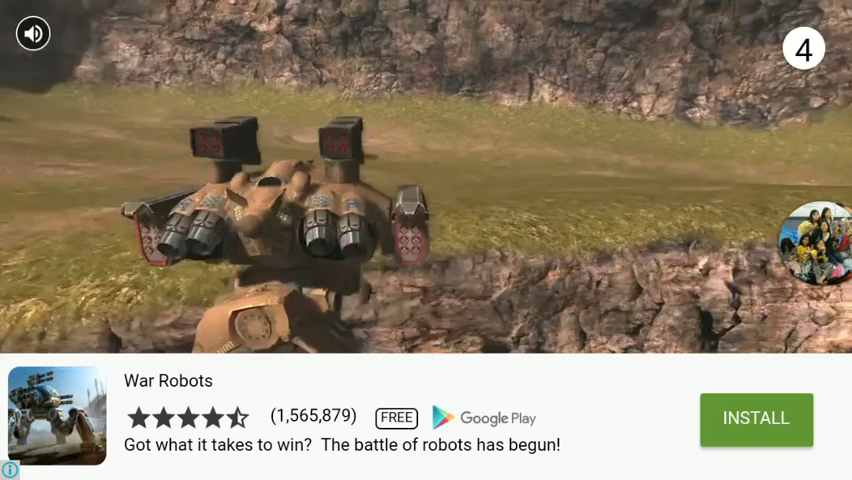 4
War Robots
(1,565,879) FREE Google Play
Got what it takes to win? The battle of robots has begun!
INSTALL